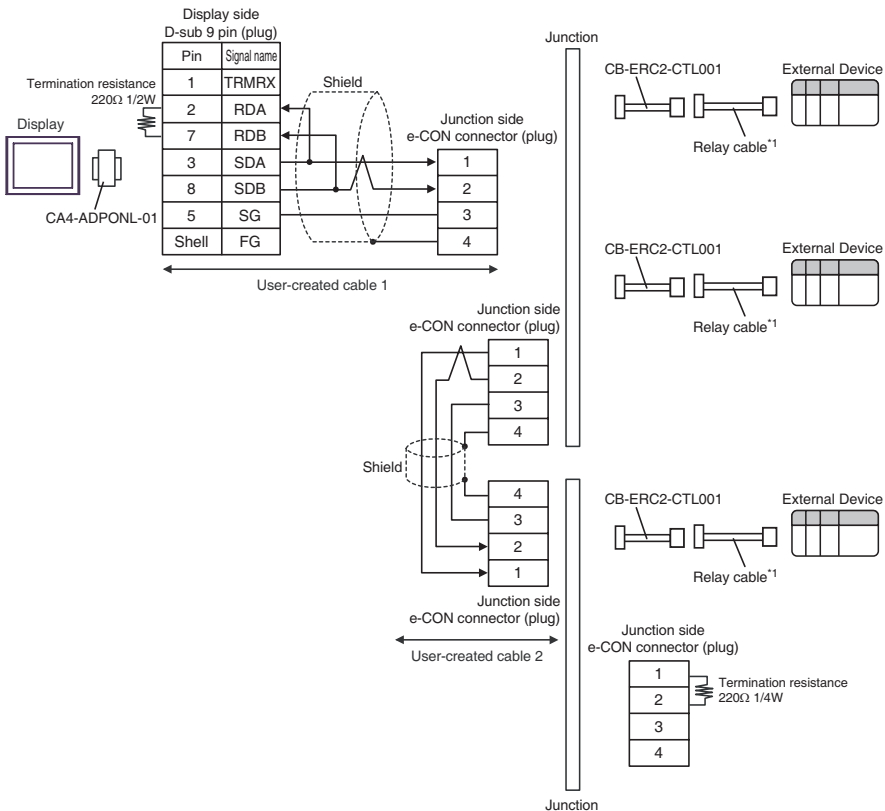 Display side
D-sub 9 pin (plug)
Pin Signal name
1 TRMRX
2 RDA
7 RDB
3 SDA
8 SDB
5 SG
Shell FG
Termination resistance
220Ω 1/2W
Display
CA4-ADPONL-01
Shield
Junction side
e-CON connector (plug)
1
2
3
4
User-created cable 1
Junction
CB-ERC2-CTL001
External Device
Relay cable*1
CB-ERC2-CTL001
External Device
Relay cable*1
Junction side
e-CON connector (plug)
1
2
3
4
Shield
4
3
2
1
Junction side
e-CON connector (plug)
User-created cable 2
CB-ERC2-CTL001
External Device
Relay cable*1
Junction side
e-CON connector (plug)
1
2
3
4
Termination resistance
220Ω 1/4W
Junction